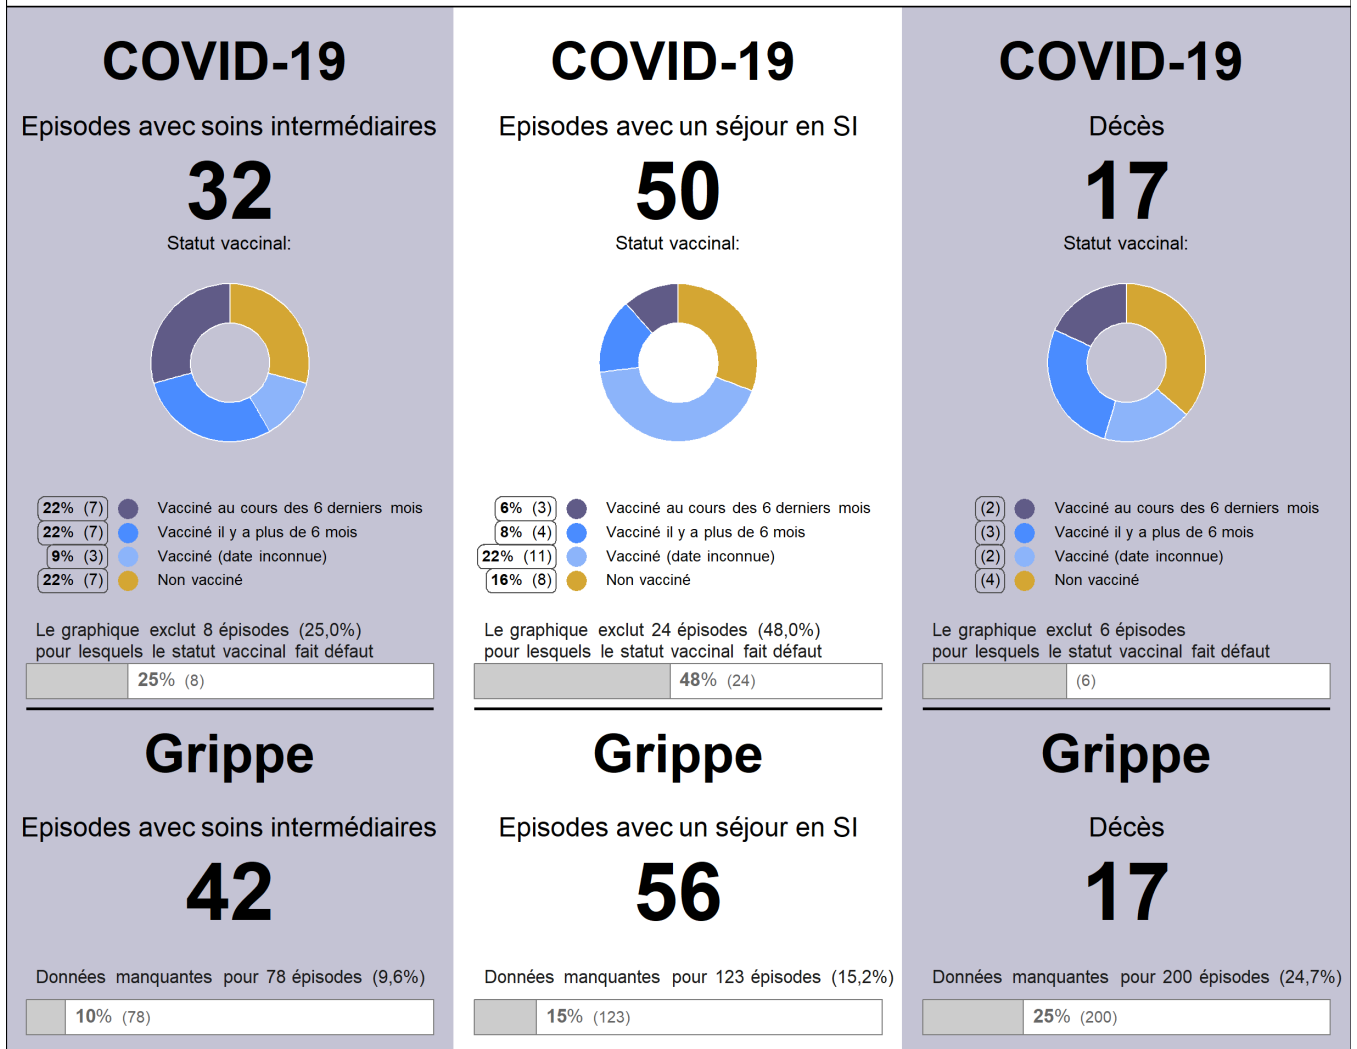 COVID-19
Episodes avec soins intermédiaires
32
Statut vaccinal:
22% (7) Vacciné au cours des 6 derniers mois
22% (7) Vacciné il y a plus de 6 mois
9% (3) Vacciné (date inconnue)
22% (7) Non vacciné
Le graphique exclut 8 épisodes (25,0%)
pour lesquels le statut vaccinal fait défaut
25% (8)
COVID-19
Episodes avec un séjour en SI
50
Statut vaccinal:
6% (3) Vacciné au cours des 6 derniers mois
8% (4) Vacciné il y a plus de 6 mois
22% (11) Vacciné (date inconnue)
16% (8) Non vacciné
Le graphique exclut 24 épisodes (48,0%)
pour lesquels le statut vaccinal fait défaut
48% (24)
COVID-19
Décès
17
Statut vaccinal:
(2) Vacciné au cours des 6 derniers mois
(3) Vacciné il y a plus de 6 mois
(2) Vacciné (date inconnue)
(4) Non vacciné
Le graphique exclut 6 épisodes
pour lesquels le statut vaccinal fait défaut
(6)
Grippe
Episodes avec soins intermédiaires
42
Données manquantes pour 78 épisodes (9,6%)
10% (78)
Grippe
Episodes avec un séjour en SI
56
Données manquantes pour 123 épisodes (15,2%)
15% (123)
Grippe
Décès
17
Données manquantes pour 200 épisodes (24,7%)
25% (200)